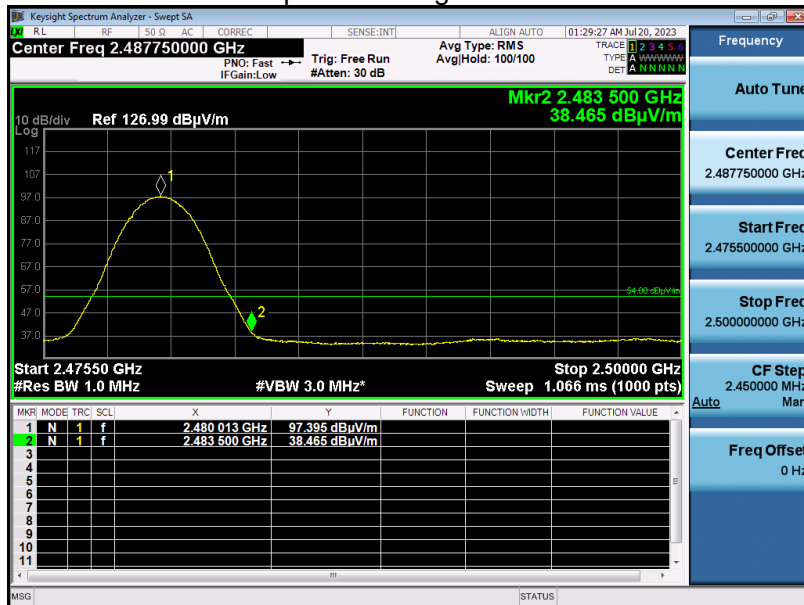 Keysight Spectrum Analyzer - Swept SA
RL RF 50 Ω AC CORREC SENSE:INT ALIGN AUTO 01:29:27 AM Jul 20, 2023
Center Freq 2.487750000 GHz
PNO: Fast
IFGain:Low
Trig: Free Run
#Atten: 30 dB
Avg Type: RMS
Avg|Hold: 100/100
TRACE 1 2 3 4 5 6
TYPE A WWWWW
DET A N N N N N
Mkr2 2.483 500 GHz
38.465 dBµV/m
10 dB/div Ref 126.99 dBµV/m
Log
117
107
97.0
87.0
77.0
67.0
57.0
47.0
37.0
1
2
54.00 dBµV/m
Start 2.47550 GHz Stop 2.50000 GHz
#Res BW 1.0 MHz #VBW 3.0 MHz* Sweep 1.066 ms (1000 pts)
MKR MODE TRC SCL X Y FUNCTION FUNCTION WIDTH FUNCTION VALUE
1 N 1 f 2.480 013 GHz 97.395 dBµV/m
2 N 1 f 2.483 500 GHz 38.465 dBµV/m
3
4
5
6
7
8
9
10
11
MSG STATUS
Frequency
Auto Tune
Center Freq
2.487750000 GHz
Start Freq
2.475500000 GHz
Stop Freq
2.500000000 GHz
CF Step
2.450000 MHz
Auto Man
Freq Offset
0 Hz